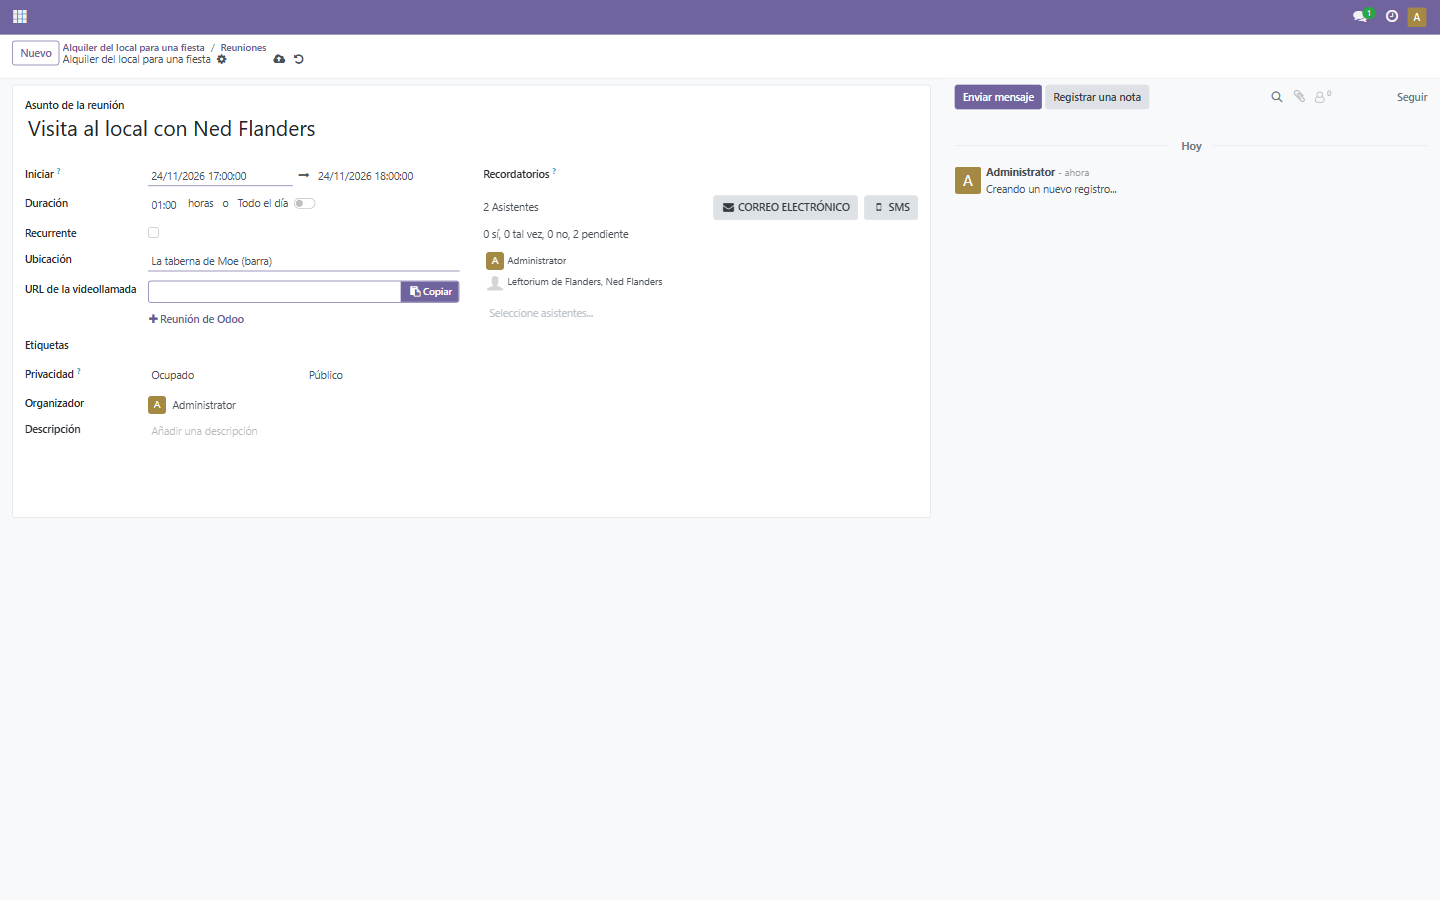 1
A
Nuevo
Alquiler del local para una fiesta / Reuniones
Alquiler del local para una fiesta
Asunto de la reunión
Visita al local con Ned Flanders
Iniciar ?
24/11/2026 17:00:00
24/11/2026 18:00:00
Duración
01:00 horas o Todo el día
Recurrente
Ubicación
La taberna de Moe (barra)
URL de la videollamada
Copiar
Reunión de Odoo
Etiquetas
Privacidad ?
Ocupado
Público
Organizador
A Administrator
Descripción
Añadir una descripción
Recordatorios ?
2 Asistentes
CORREO ELECTRÓNICO
SMS
0 sí, 0 tal vez, 0 no, 2 pendiente
A Administrator
Leftorium de Flanders, Ned Flanders
Seleccione asistentes...
Enviar mensaje
Registrar una nota
0
Seguir
Hoy
A
Administrator - ahora
Creando un nuevo registro...